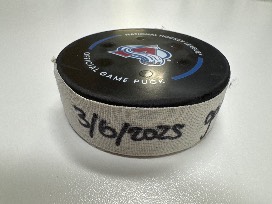 NATIONAL HOCKEY LEAGUE
OFFICIAL GAME PUCK
3/6/2025